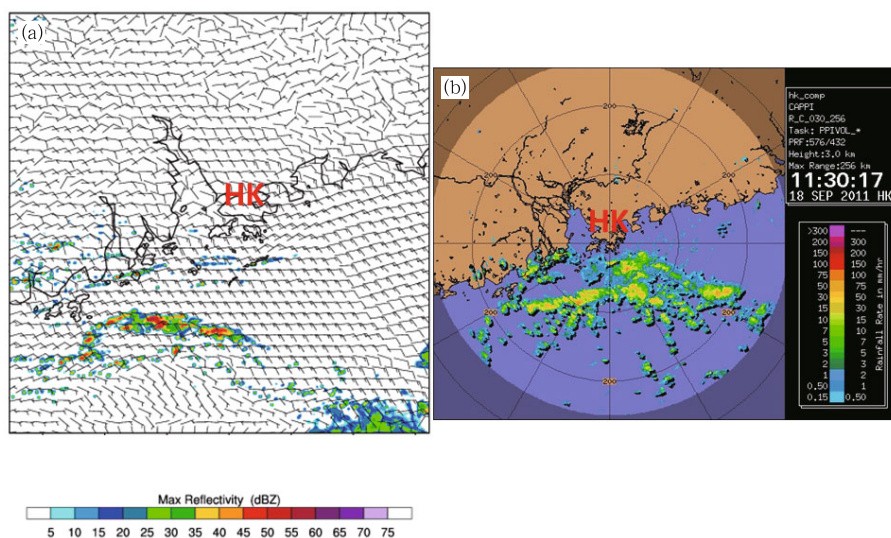 (a)
HK
Max Reflectivity (dBZ)
5 10 15 20 25 30 35 40 45 50 55 60 65 70 75
(b)
200
200 200
HK
200 200
200
hk_comp
CAPPI
R_C_030_256
Task: PPIVOL_*
PRF:576/432
Height:3.0 km
Max Range:256 km
11:30:17
18 SEP 2011 HK
>300 ---
200 300
150 200
100 150
75 100
50 75
30 50
15 30
10 15
7 10
5 7
3 5
2 3
1 2
0.50 1
0.15 0.50
Rainfall Rate in mm/hr